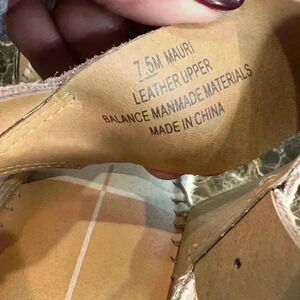 7.5M MAURI
LEATHER UPPER
BALANCE MANMADE MATERIALS
MADE IN CHINA